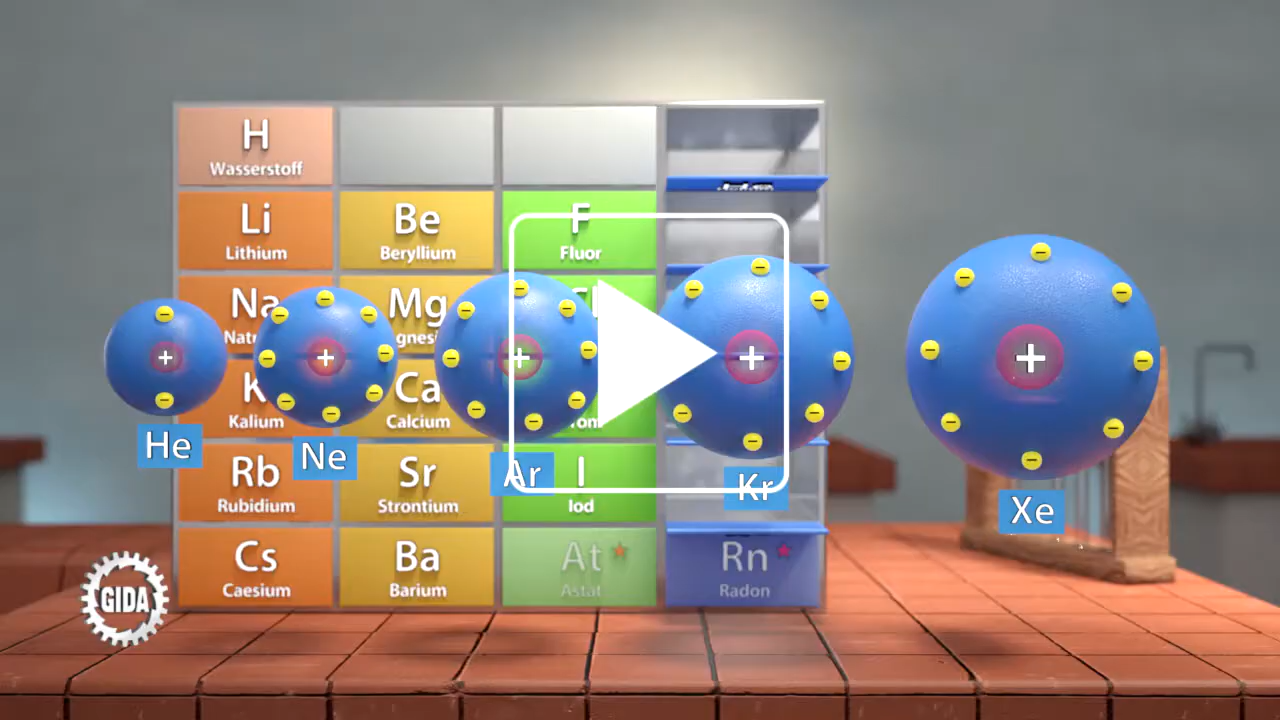 H
Wasserstoff
Li
Lithium
Be
Beryllium
F
Fluor
Na
Mg
K
Kalium
Ca
Calcium
Rb
Rubidium
Sr
Strontium
I
Iod
Cs
Caesium
Ba
Barium
At
Astat
Rn
Radon
He
Ne
Ar
Kr
Xe
GIDA